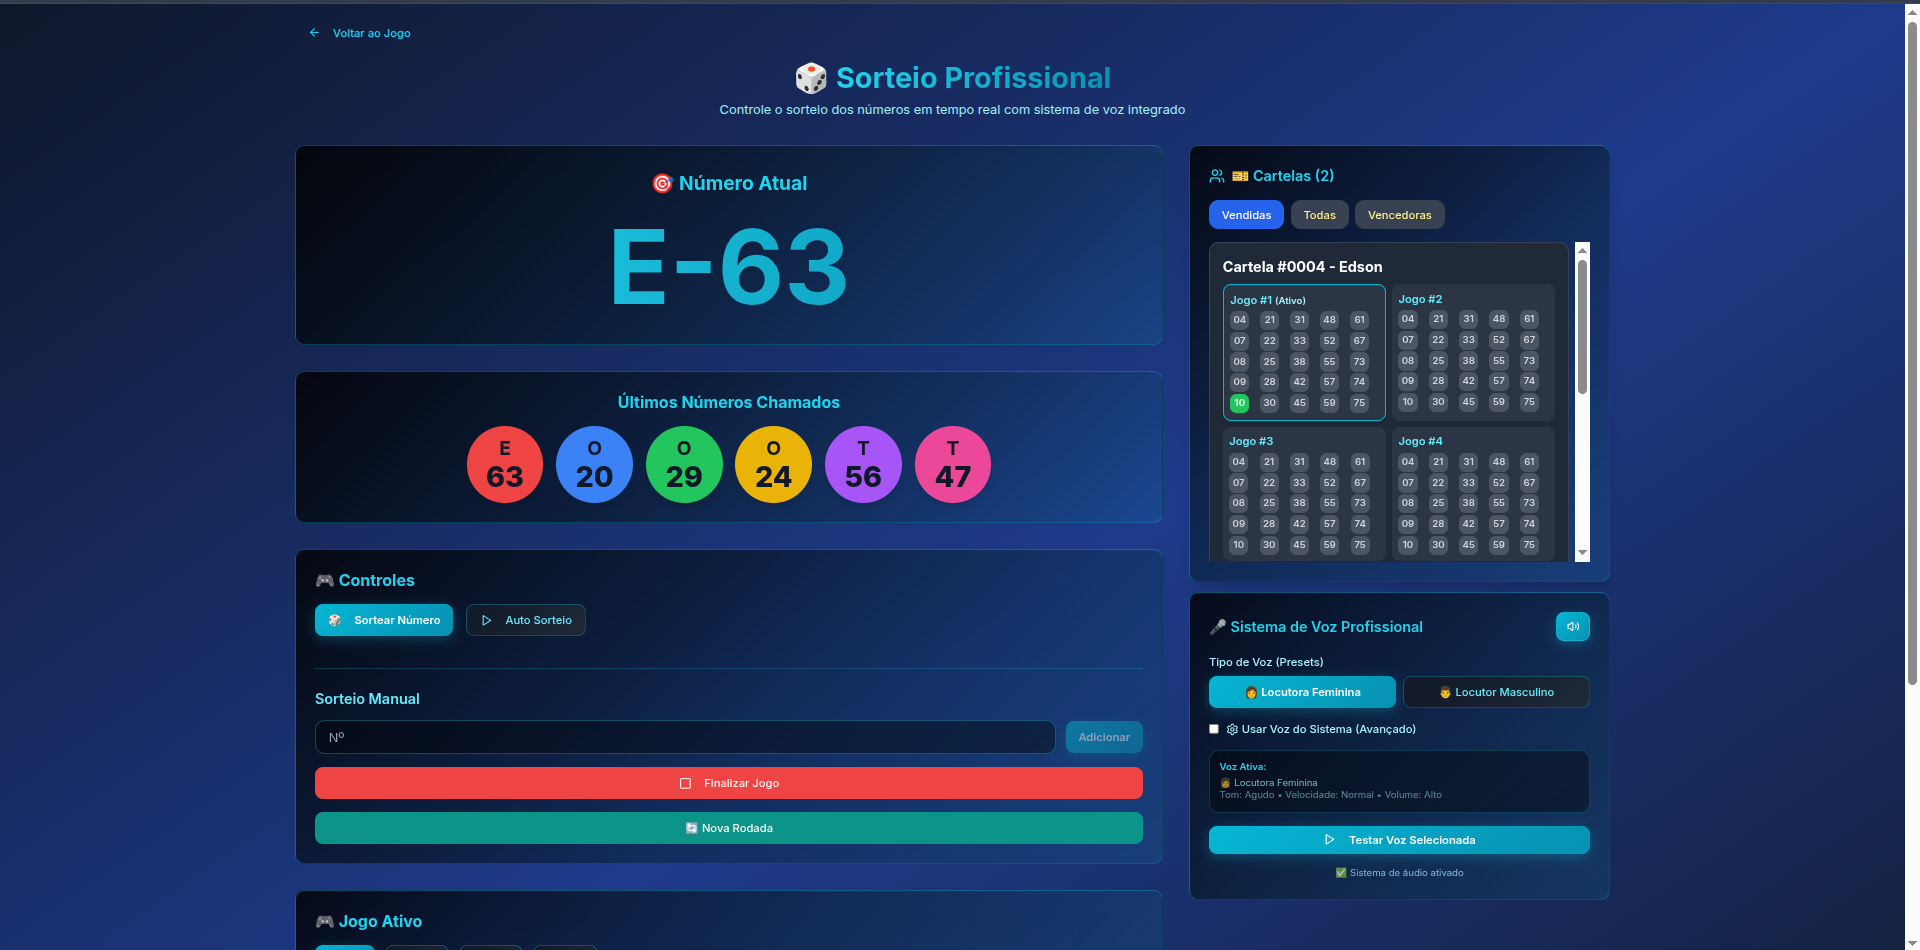 Voltar ao Jogo
Sorteio Profissional
Controle o sorteio dos números em tempo real com sistema de voz integrado
Número Atual
E-63
Últimos Números Chamados
E O O O T T
63 20 29 24 56 47
Controles
Sortear Número
Auto Sorteio
Sorteio Manual
Nº
Adicionar
Finalizar Jogo
Nova Rodada
Jogo Ativo
Cartelas (2)
Vendidas Todas Vencedoras
Cartela #0004 - Edson
Jogo #1 (Ativo)
04 21 31 48 61
07 22 33 52 67
08 25 38 55 73
09 28 42 57 74
10 30 45 59 75
Jogo #2
04 21 31 48 61
07 22 33 52 67
08 25 38 55 73
09 28 42 57 74
10 30 45 59 75
Jogo #3
04 21 31 48 61
07 22 33 52 67
08 25 38 55 73
09 28 42 57 74
10 30 45 59 75
Jogo #4
04 21 31 48 61
07 22 33 52 67
08 25 38 55 73
09 28 42 57 74
10 30 45 59 75
Sistema de Voz Profissional
Tipo de Voz (Presets)
Locutora Feminina
Locutor Masculino
Usar Voz do Sistema (Avançado)
Voz Ativa:
Locutora Feminina
Tom: Agudo • Velocidade: Normal • Volume: Alto
Testar Voz Selecionada
Sistema de áudio ativado